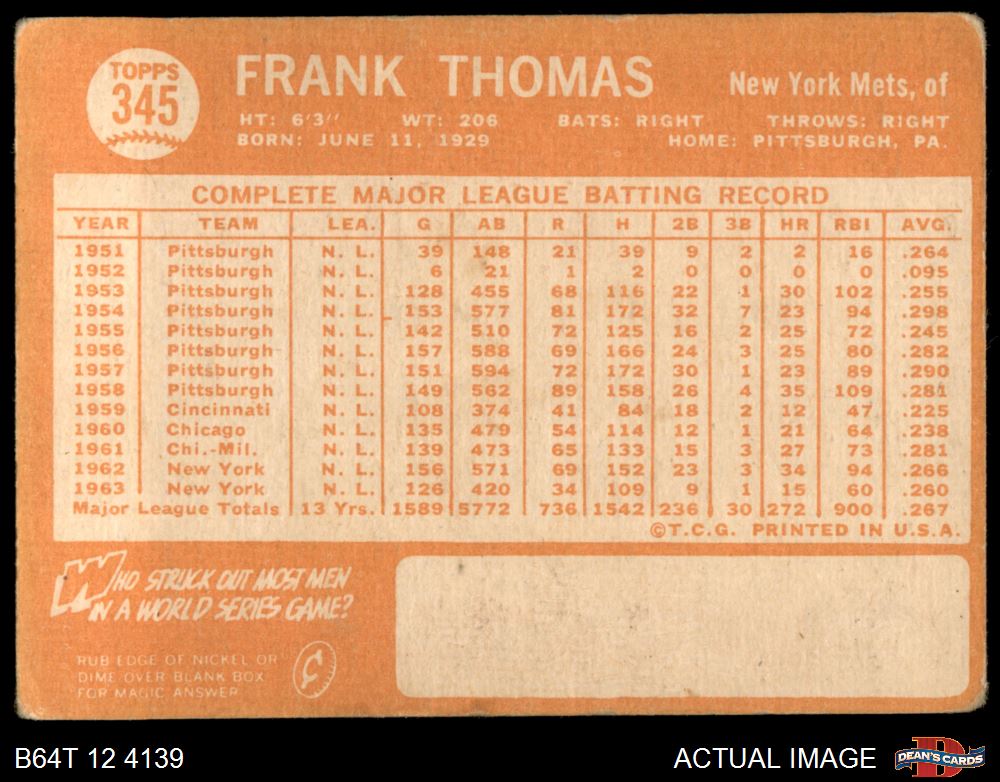 TOPPS
345
FRANK THOMAS New York Mets, of
HT: 6'3" WT: 206 BATS: RIGHT THROWS: RIGHT
BORN: JUNE 11, 1929 HOME: PITTSBURGH, PA.
COMPLETE MAJOR LEAGUE BATTING RECORD
YEAR TEAM LEA. G AB R H 2B 3B HR RBI AVG.
1951 Pittsburgh N. L. 39 148 21 39 9 2 2 16 .264
1952 Pittsburgh N. L. 6 21 1 2 0 0 0 0 .095
1953 Pittsburgh N. L. 128 455 68 116 22 1 30 102 .255
1954 Pittsburgh N. L. 153 577 81 172 32 7 23 94 .298
1955 Pittsburgh N. L. 142 510 72 125 16 2 25 72 .245
1956 Pittsburgh N. L. 157 588 69 166 24 3 25 80 .282
1957 Pittsburgh N. L. 151 594 72 172 30 1 23 89 .290
1958 Pittsburgh N. L. 149 562 89 158 26 4 35 109 .281
1959 Cincinnati N. L. 108 374 41 84 18 2 12 47 .225
1960 Chicago N. L. 135 479 54 114 12 1 21 64 .238
1961 Chi.-Mil. N. L. 139 473 65 133 15 3 27 73 .281
1962 New York N. L. 156 571 69 152 23 3 34 94 .266
1963 New York N. L. 126 420 34 109 9 1 15 60 .260
Major League Totals 13 Yrs. 1589 5772 736 1542 236 30 272 900 .267
©T.C.G. PRINTED IN U.S.A.
WHO STRUCK OUT MOST MEN
IN A WORLD SERIES GAME?
RUB EDGE OF NICKEL OR
DIME OVER BLANK BOX
FOR MAGIC ANSWER
B64T 12 4139 ACTUAL IMAGE
D
DEAN'S CARDS